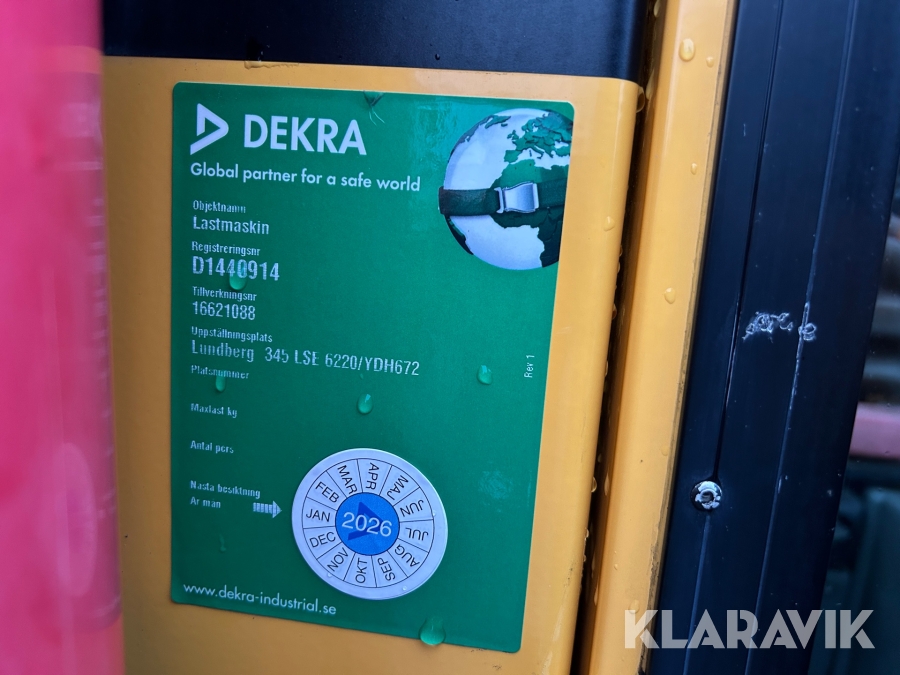 DEKRA
Global partner for a safe world
Objektnamn
Lastmaskin
Registreringsnr
D1440914
Tillverkningsnr
16621088
Uppställningsplats
Lundberg 345 LSE 6220/YDH672
Platsnummer
Maxlast kg
Antal pers
Nästa besiktning
År mån
JAN FEB MAR APR MAJ JUN JUL AUG SEP OKT NOV DEC
2026
www.dekra-industrial.se
Rev 1
KLARAVIK